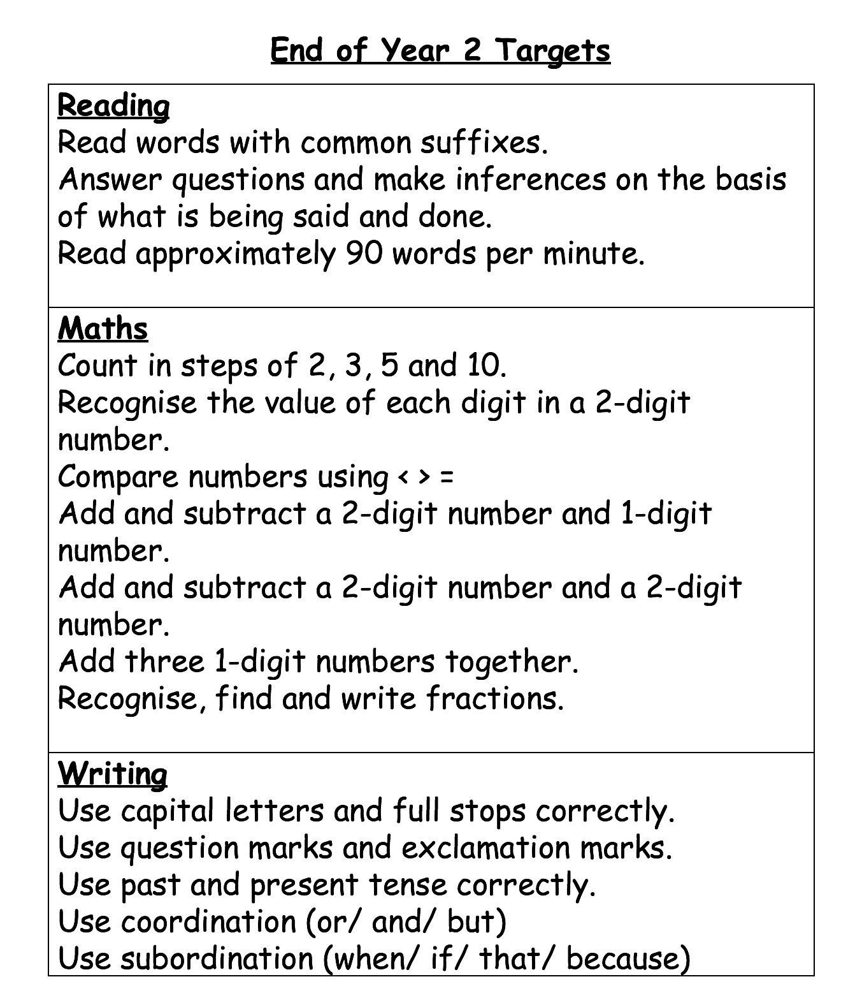 End of Year 2 Targets
Reading
Read words with common suffixes.
Answer questions and make inferences on the basis
of what is being said and done.
Read approximately 90 words per minute.
Maths
Count in steps of 2, 3, 5 and 10.
Recognise the value of each digit in a 2-digit
number.
Compare numbers using < > =
Add and subtract a 2-digit number and 1-digit
number.
Add and subtract a 2-digit number and a 2-digit
number.
Add three 1-digit numbers together.
Recognise, find and write fractions.
Writing
Use capital letters and full stops correctly.
Use question marks and exclamation marks.
Use past and present tense correctly.
Use coordination (or/ and/ but)
Use subordination (when/ if/ that/ because)